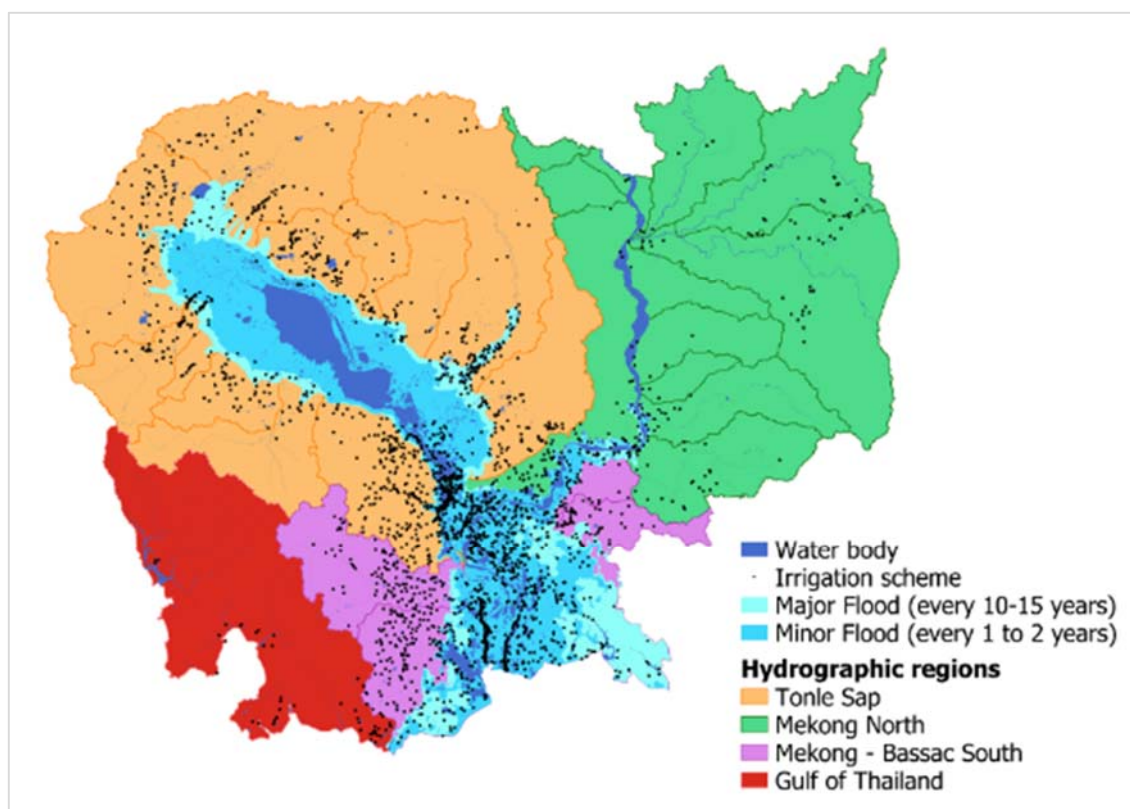 Water body
Irrigation scheme
Major Flood (every 10-15 years)
Minor Flood (every 1 to 2 years)
Hydrographic regions
Tonle Sap
Mekong North
Mekong - Bassac South
Gulf of Thailand